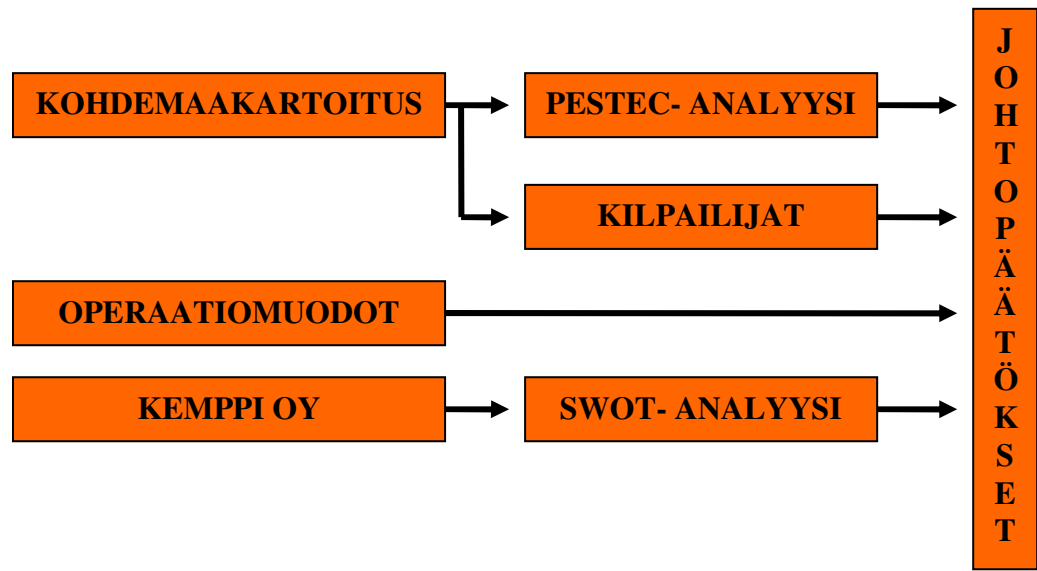 KOHDEMAAKARTOITUS
PESTEC- ANALYYSI
KILPAILIJAT
OPERAATIOMUODOT
KEMPPI OY
SWOT- ANALYYSI
J
O
H
T
O
P
Ä
Ä
T
Ö
K
S
E
T